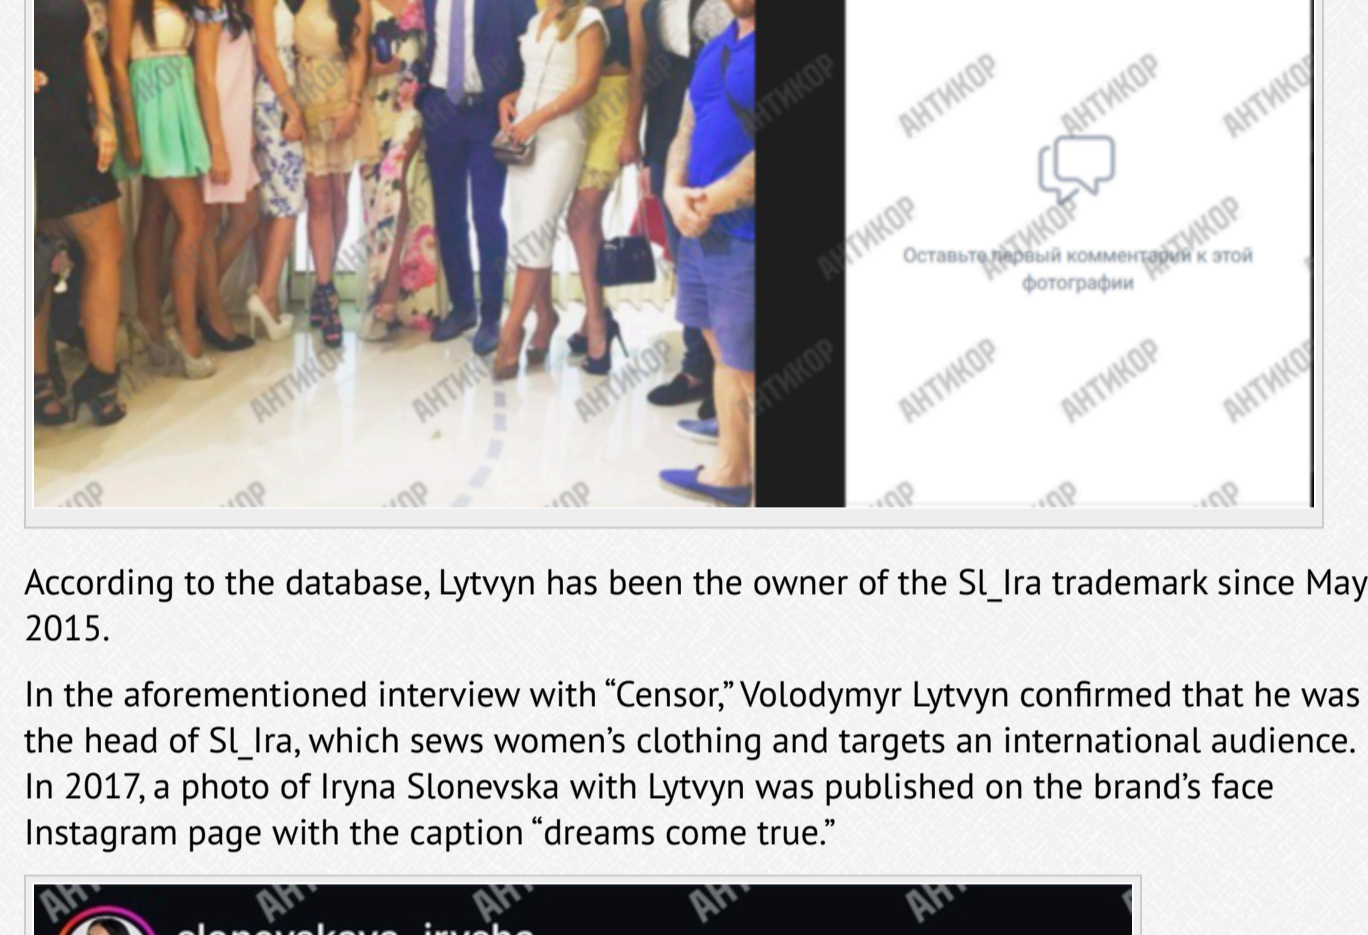 АНТИКОР АНТИКОР АНТИКОР
Оставьте первый комментарий к этой
фотографии
According to the database, Lytvyn has been the owner of the Sl_Ira trademark since May
2015.
In the aforementioned interview with “Censor,” Volodymyr Lytvyn confirmed that he was
the head of Sl_Ira, which sews women’s clothing and targets an international audience.
In 2017, a photo of Iryna Slonevska with Lytvyn was published on the brand’s face
Instagram page with the caption “dreams come true.”